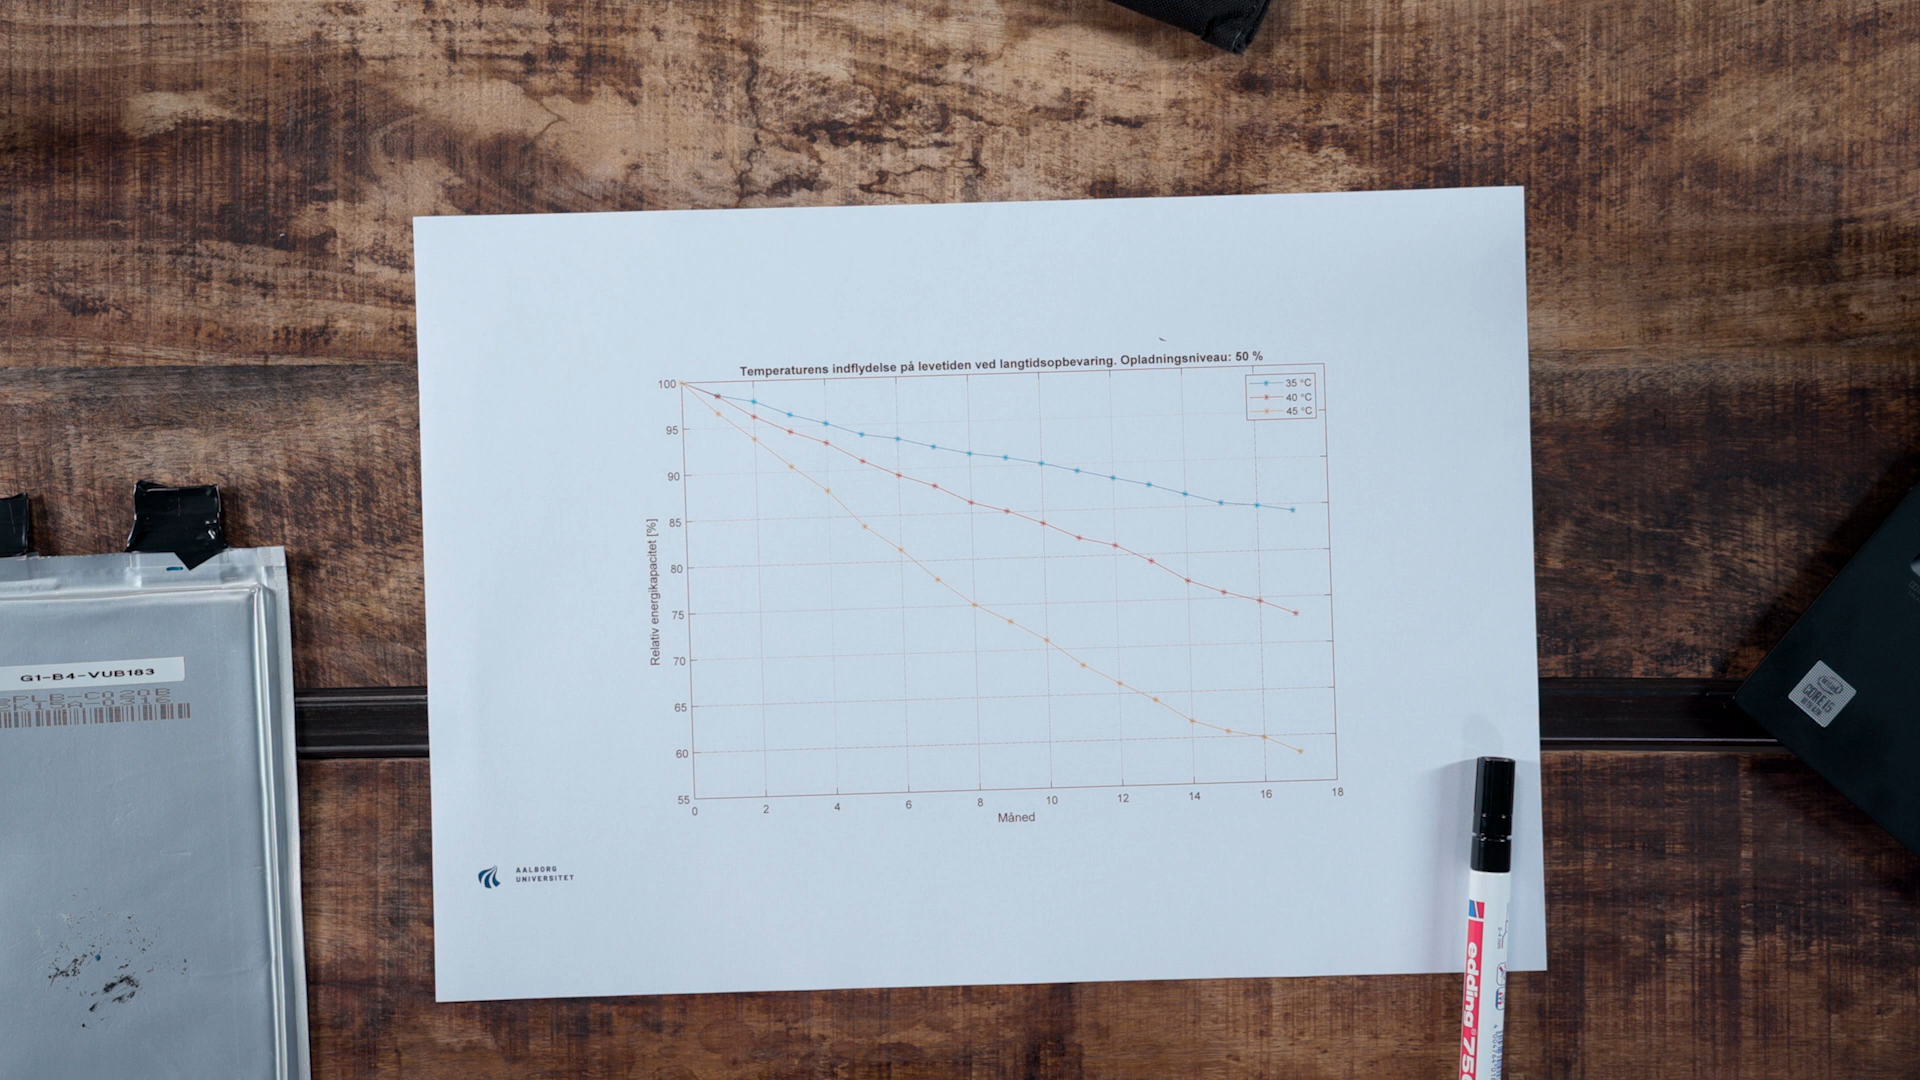 Temperaturens indflydelse på levetiden ved langtidsopbevaring. Opladningsniveau: 50 %
35 °C
40 °C
45 °C
100
95
90
85
80
75
70
65
60
55
Relativ energikapacitet [%]
0 2 4 6 8 10 12 14 16 18
Måned
AALBORG
UNIVERSITET
G1-B4-VUB183
CORE i5
edding 750